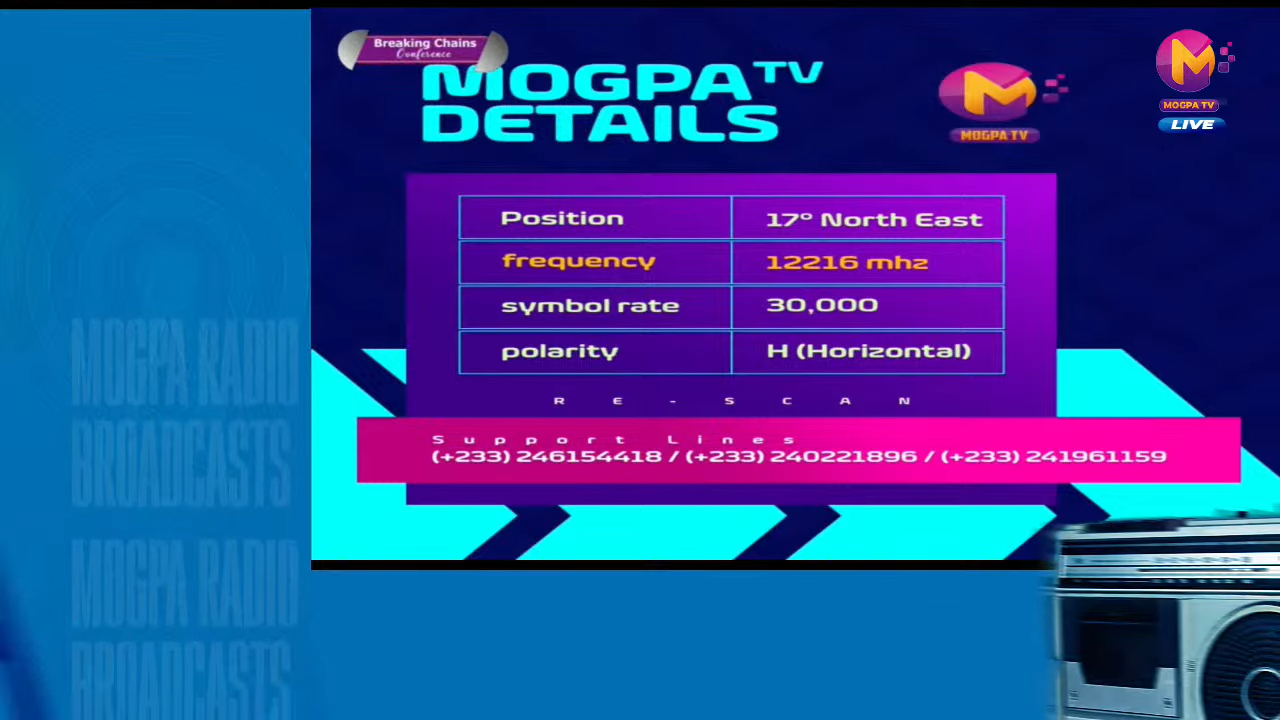 Breaking Chains
Conference
MOGPA TV
DETAILS
MOGPA TV
MOGPA TV
LIVE
Position 17° North East
frequency 12216 mhz
symbol rate 30,000
polarity H (Horizontal)
RE-SCAN
Support Lines
(+233) 246154418 / (+233) 240221896 / (+233) 241961159
MOGPA RADIO
BROADCASTS
MOGPA RADIO
BROADCASTS